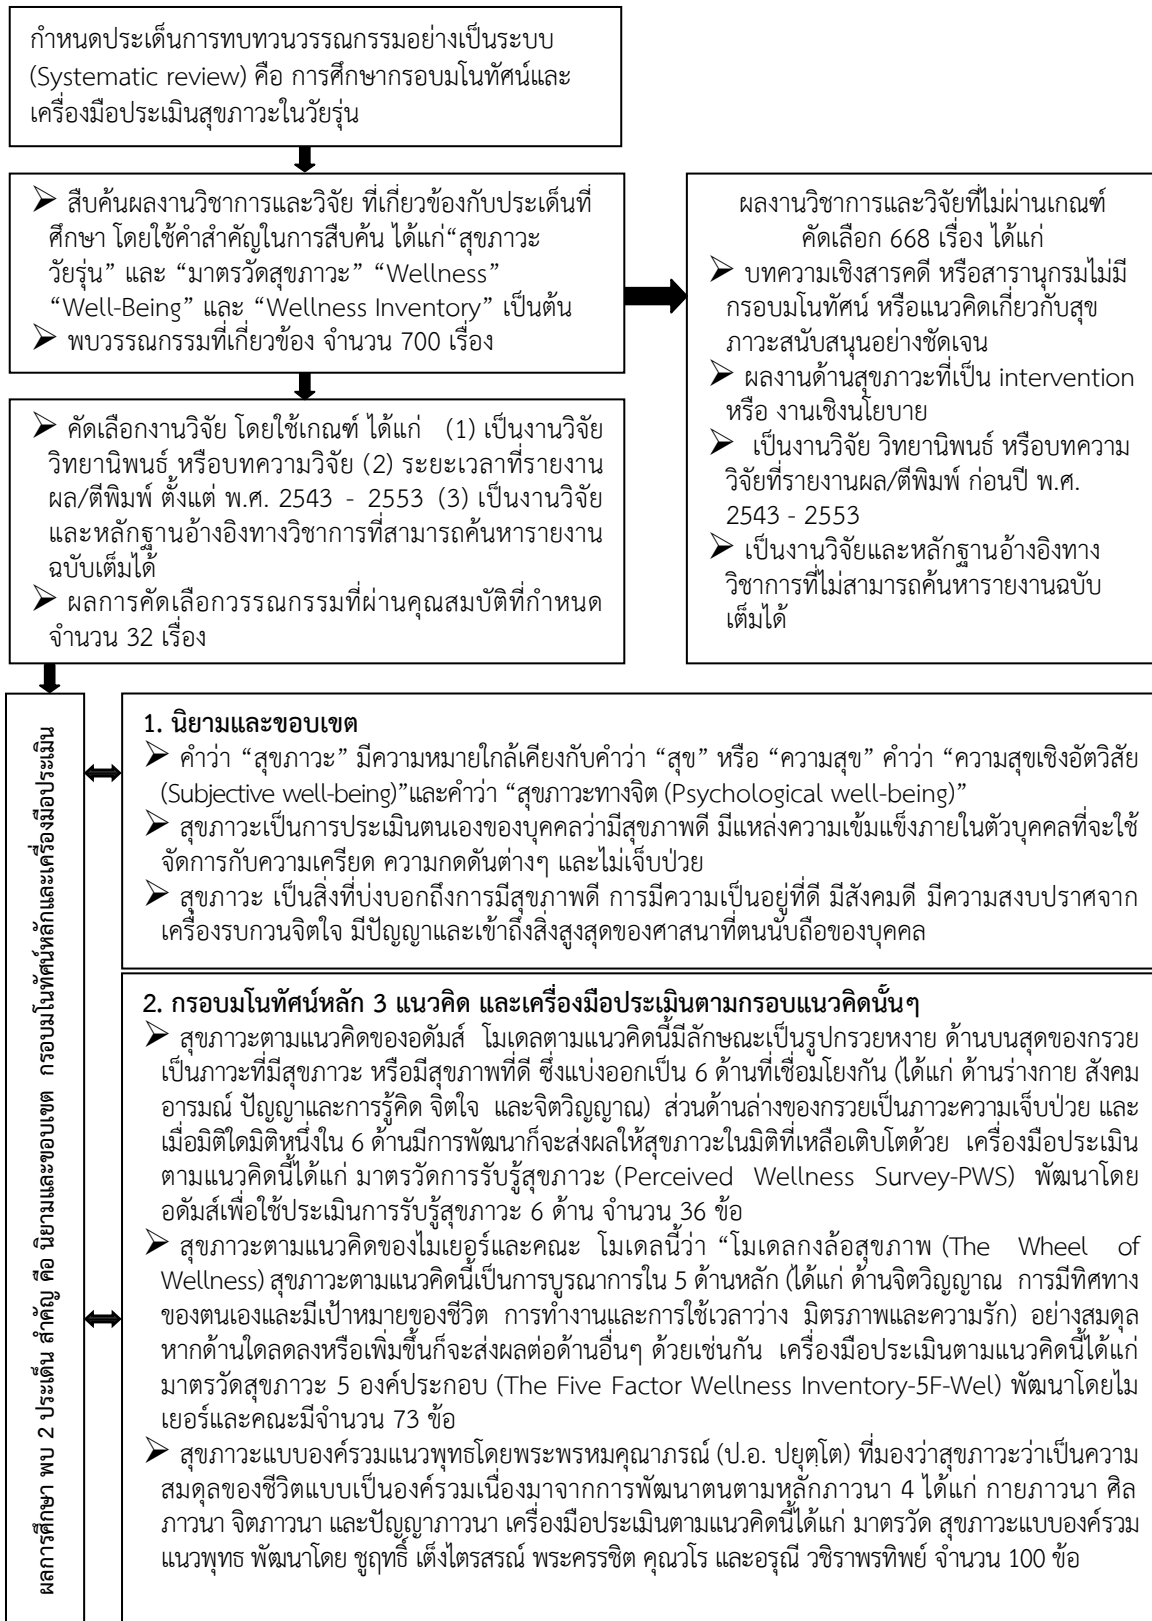 กำหนดประเด็นการทบทวนวรรณกรรมอย่างเป็นระบบ
(Systematic review) คือ การศึกษากรอบมโนทัศน์และ
เครื่องมือประเมินสุขภาวะในวัยรุ่น
➢ สืบค้นผลงานวิชาการและวิจัย ที่เกี่ยวข้องกับประเด็นที่
ศึกษา โดยใช้คำสำคัญในการสืบค้น ได้แก่“สุขภาวะ
วัยรุ่น” และ “มาตรวัดสุขภาวะ” “Wellness”
“Well-Being” และ “Wellness Inventory” เป็นต้น
➢ พบวรรณกรรมที่เกี่ยวข้อง จำนวน 700 เรื่อง
ผลงานวิชาการและวิจัยที่ไม่ผ่านเกณฑ์
คัดเลือก 668 เรื่อง ได้แก่
➢ บทความเชิงสารคดี หรือสารานุกรมไม่มี
กรอบมโนทัศน์ หรือแนวคิดเกี่ยวกับสุข
ภาวะสนับสนุนอย่างชัดเจน
➢ ผลงานด้านสุขภาวะที่เป็น intervention
หรือ งานเชิงนโยบาย
➢ เป็นงานวิจัย วิทยานิพนธ์ หรือบทความ
วิจัยที่รายงานผล/ตีพิมพ์ ก่อนปี พ.ศ.
2543 - 2553
➢ เป็นงานวิจัยและหลักฐานอ้างอิงทาง
วิชาการที่ไม่สามารถค้นหารายงานฉบับ
เต็มได้
➢ คัดเลือกงานวิจัย โดยใช้เกณฑ์ ได้แก่ (1) เป็นงานวิจัย
วิทยานิพนธ์ หรือบทความวิจัย (2) ระยะเวลาที่รายงาน
ผล/ตีพิมพ์ ตั้งแต่ พ.ศ. 2543 - 2553 (3) เป็นงานวิจัย
และหลักฐานอ้างอิงทางวิชาการที่สามารถค้นหารายงาน
ฉบับเต็มได้
➢ ผลการคัดเลือกวรรณกรรมที่ผ่านคุณสมบัติที่กำหนด
จำนวน 32 เรื่อง
ผลการศึกษา พบ 2 ประเด็น สำคัญ คือ นิยามและขอบเขต กรอบมโนทัศน์หลักและเครื่องมือประเมิน
1. นิยามและขอบเขต
➢ คำว่า “สุขภาวะ” มีความหมายใกล้เคียงกับคำว่า “สุข” หรือ “ความสุข” คำว่า “ความสุขเชิงอัตวิสัย
(Subjective well-being)”และคำว่า “สุขภาวะทางจิต (Psychological well-being)”
➢ สุขภาวะเป็นการประเมินตนเองของบุคคลว่ามีสุขภาพดี มีแหล่งความเข้มแข็งภายในตัวบุคคลที่จะใช้
จัดการกับความเครียด ความกดดันต่างๆ และไม่เจ็บป่วย
➢ สุขภาวะ เป็นสิ่งที่บ่งบอกถึงการมีสุขภาพดี การมีความเป็นอยู่ที่ดี มีสังคมดี มีความสงบปราศจาก
เครื่องรบกวนจิตใจ มีปัญญาและเข้าถึงสิ่งสูงสุดของศาสนาที่ตนนับถือของบุคคล
2. กรอบมโนทัศน์หลัก 3 แนวคิด และเครื่องมือประเมินตามกรอบแนวคิดนั้นๆ
➢ สุขภาวะตามแนวคิดของอดัมส์ โมเดลตามแนวคิดนี้มีลักษณะเป็นรูปกรวยหงาย ด้านบนสุดของกรวย
เป็นภาวะที่มีสุขภาวะ หรือมีสุขภาพที่ดี ซึ่งแบ่งออกเป็น 6 ด้านที่เชื่อมโยงกัน (ได้แก่ ด้านร่างกาย สังคม
อารมณ์ ปัญญาและการรู้คิด จิตใจ และจิตวิญญาณ) ส่วนด้านล่างของกรวยเป็นภาวะความเจ็บป่วย และ
เมื่อมิติใดมิติหนึ่งใน 6 ด้านมีการพัฒนาก็จะส่งผลให้สุขภาวะในมิติที่เหลือเติบโตด้วย เครื่องมือประเมิน
ตามแนวคิดนี้ได้แก่ มาตรวัดการรับรู้สุขภาวะ (Perceived Wellness Survey-PWS) พัฒนาโดย
อดัมส์เพื่อใช้ประเมินการรับรู้สุขภาวะ 6 ด้าน จำนวน 36 ข้อ
➢ สุขภาวะตามแนวคิดของไมเยอร์และคณะ โมเดลนี้ว่า “โมเดลกงล้อสุขภาพ (The Wheel of
Wellness) สุขภาวะตามแนวคิดนี้เป็นการบูรณาการใน 5 ด้านหลัก (ได้แก่ ด้านจิตวิญญาณ การมีทิศทาง
ของตนเองและมีเป้าหมายของชีวิต การทำงานและการใช้เวลาว่าง มิตรภาพและความรัก) อย่างสมดุล
หากด้านใดลดลงหรือเพิ่มขึ้นก็จะส่งผลต่อด้านอื่นๆ ด้วยเช่นกัน เครื่องมือประเมินตามแนวคิดนี้ได้แก่
มาตรวัดสุขภาวะ 5 องค์ประกอบ (The Five Factor Wellness Inventory-5F-Wel) พัฒนาโดยไม
เยอร์และคณะมีจำนวน 73 ข้อ
➢ สุขภาวะแบบองค์รวมแนวพุทธโดยพระพรหมคุณาภรณ์ (ป.อ. ปยุตฺโต) ที่มองว่าสุขภาวะว่าเป็นความ
สมดุลของชีวิตแบบเป็นองค์รวมเนื่องมาจากการพัฒนาตนตามหลักภาวนา 4 ได้แก่ กายภาวนา ศิล
ภาวนา จิตภาวนา และปัญญาภาวนา เครื่องมือประเมินตามแนวคิดนี้ได้แก่ มาตรวัด สุขภาวะแบบองค์รวม
แนวพุทธ พัฒนาโดย ชูฤทธิ์ เต็งไตรสรณ์ พระครรชิต คุณวโร และอรุณี วชิราพรทิพย์ จำนวน 100 ข้อ